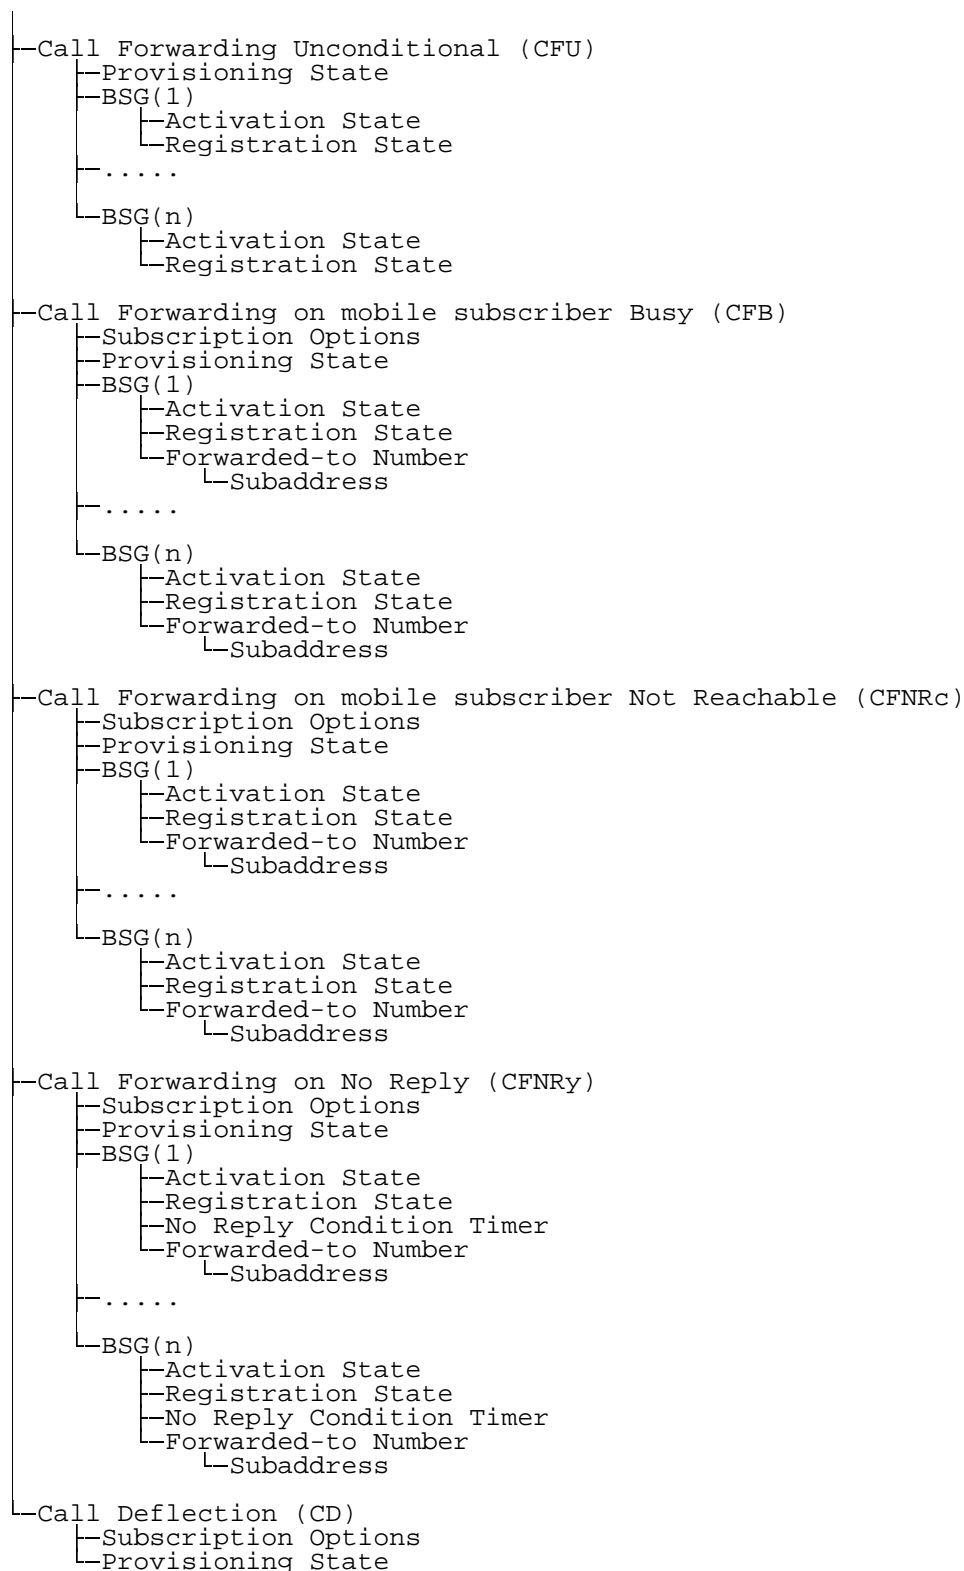 Call Forwarding Unconditional (CFU)
Provisioning State
BSG(1)
Activation State
Registration State
.....
BSG(n)
Activation State
Registration State
Call Forwarding on mobile subscriber Busy (CFB)
Subscription Options
Provisioning State
BSG(1)
Activation State
Registration State
Forwarded-to Number
Subaddress
.....
BSG(n)
Activation State
Registration State
Forwarded-to Number
Subaddress
Call Forwarding on mobile subscriber Not Reachable (CFNRc)
Subscription Options
Provisioning State
BSG(1)
Activation State
Registration State
Forwarded-to Number
Subaddress
.....
BSG(n)
Activation State
Registration State
Forwarded-to Number
Subaddress
Call Forwarding on No Reply (CFNRy)
Subscription Options
Provisioning State
BSG(1)
Activation State
Registration State
No Reply Condition Timer
Forwarded-to Number
Subaddress
.....
BSG(n)
Activation State
Registration State
No Reply Condition Timer
Forwarded-to Number
Subaddress
Call Deflection (CD)
Subscription Options
Provisioning State